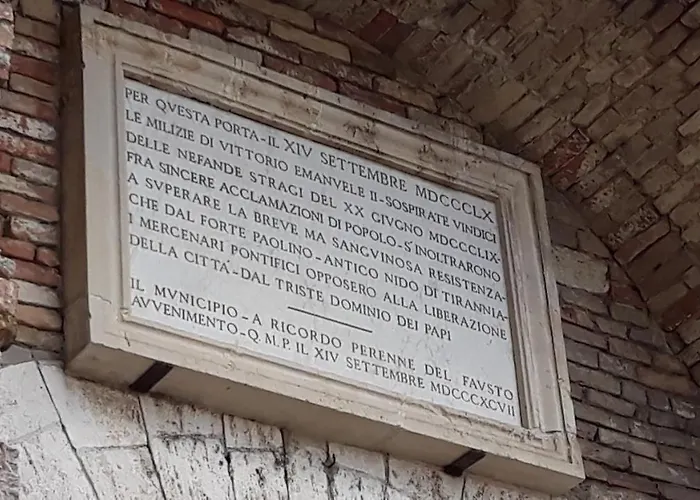 PER QVESTA PORTA-IL XIV SETTEMBRE MDCCCLX
LE MILIZIE DI VITTORIO EMANVELE II-SOSPIRATE VINDICI
DELLE NEFANDE STRAGI DEL XX GIVGNO MDCCCLIX-
FRA SINCERE ACCLAMAZIONI DI POPOLO-S'INOLTRARONO
A SVPERARE LA BREVE MA SANGVINOSA RESISTENZA-
CHE DAL FORTE PAOLINO-ANTICO NIDO DI TIRANNIA-
I MERCENARI PONTIFICI OPPOSERO ALLA LIBERAZIONE
DELLA CITTA'-DAL TRISTE DOMINIO DEI PAPI
IL MVNICIPIO-A RICORDO PERENNE DEL FAVSTO
AVVENIMENTO-Q.M.P. IL XIV SETTEMBRE MDCCCXCVII